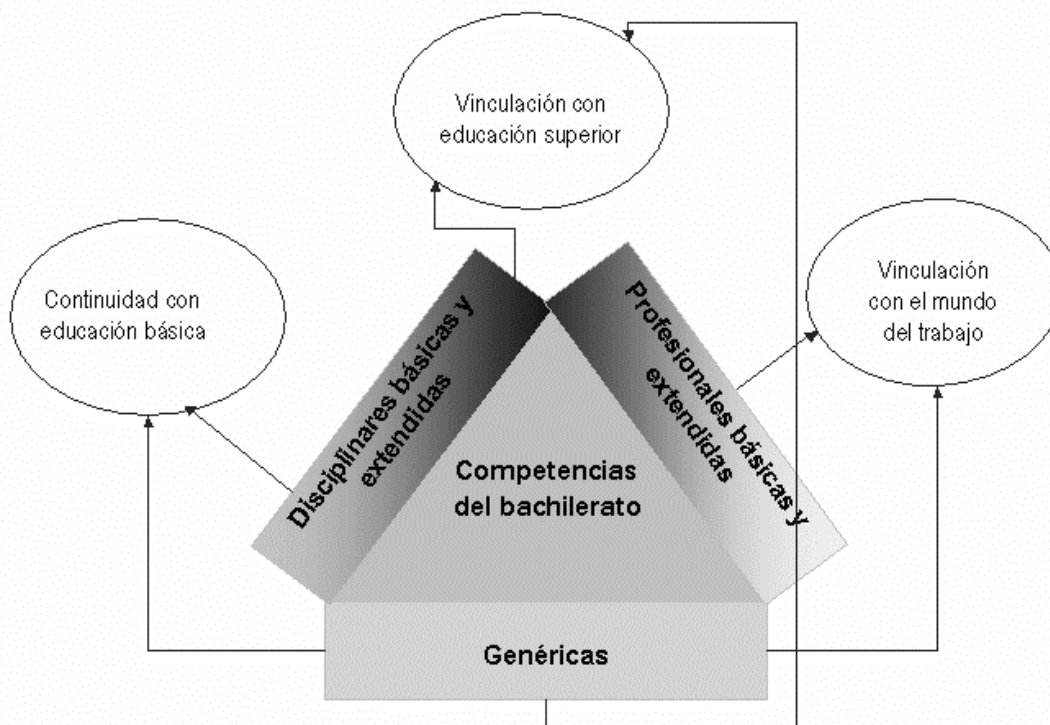 Vinculación con
educación superior
Continuidad con
educación básica
Vinculación
con el mundo
del trabajo
Disciplinares básicas y
extendidas
Profesionales básicas y
extendidas
Competencias
del bachilerato
Genéricas